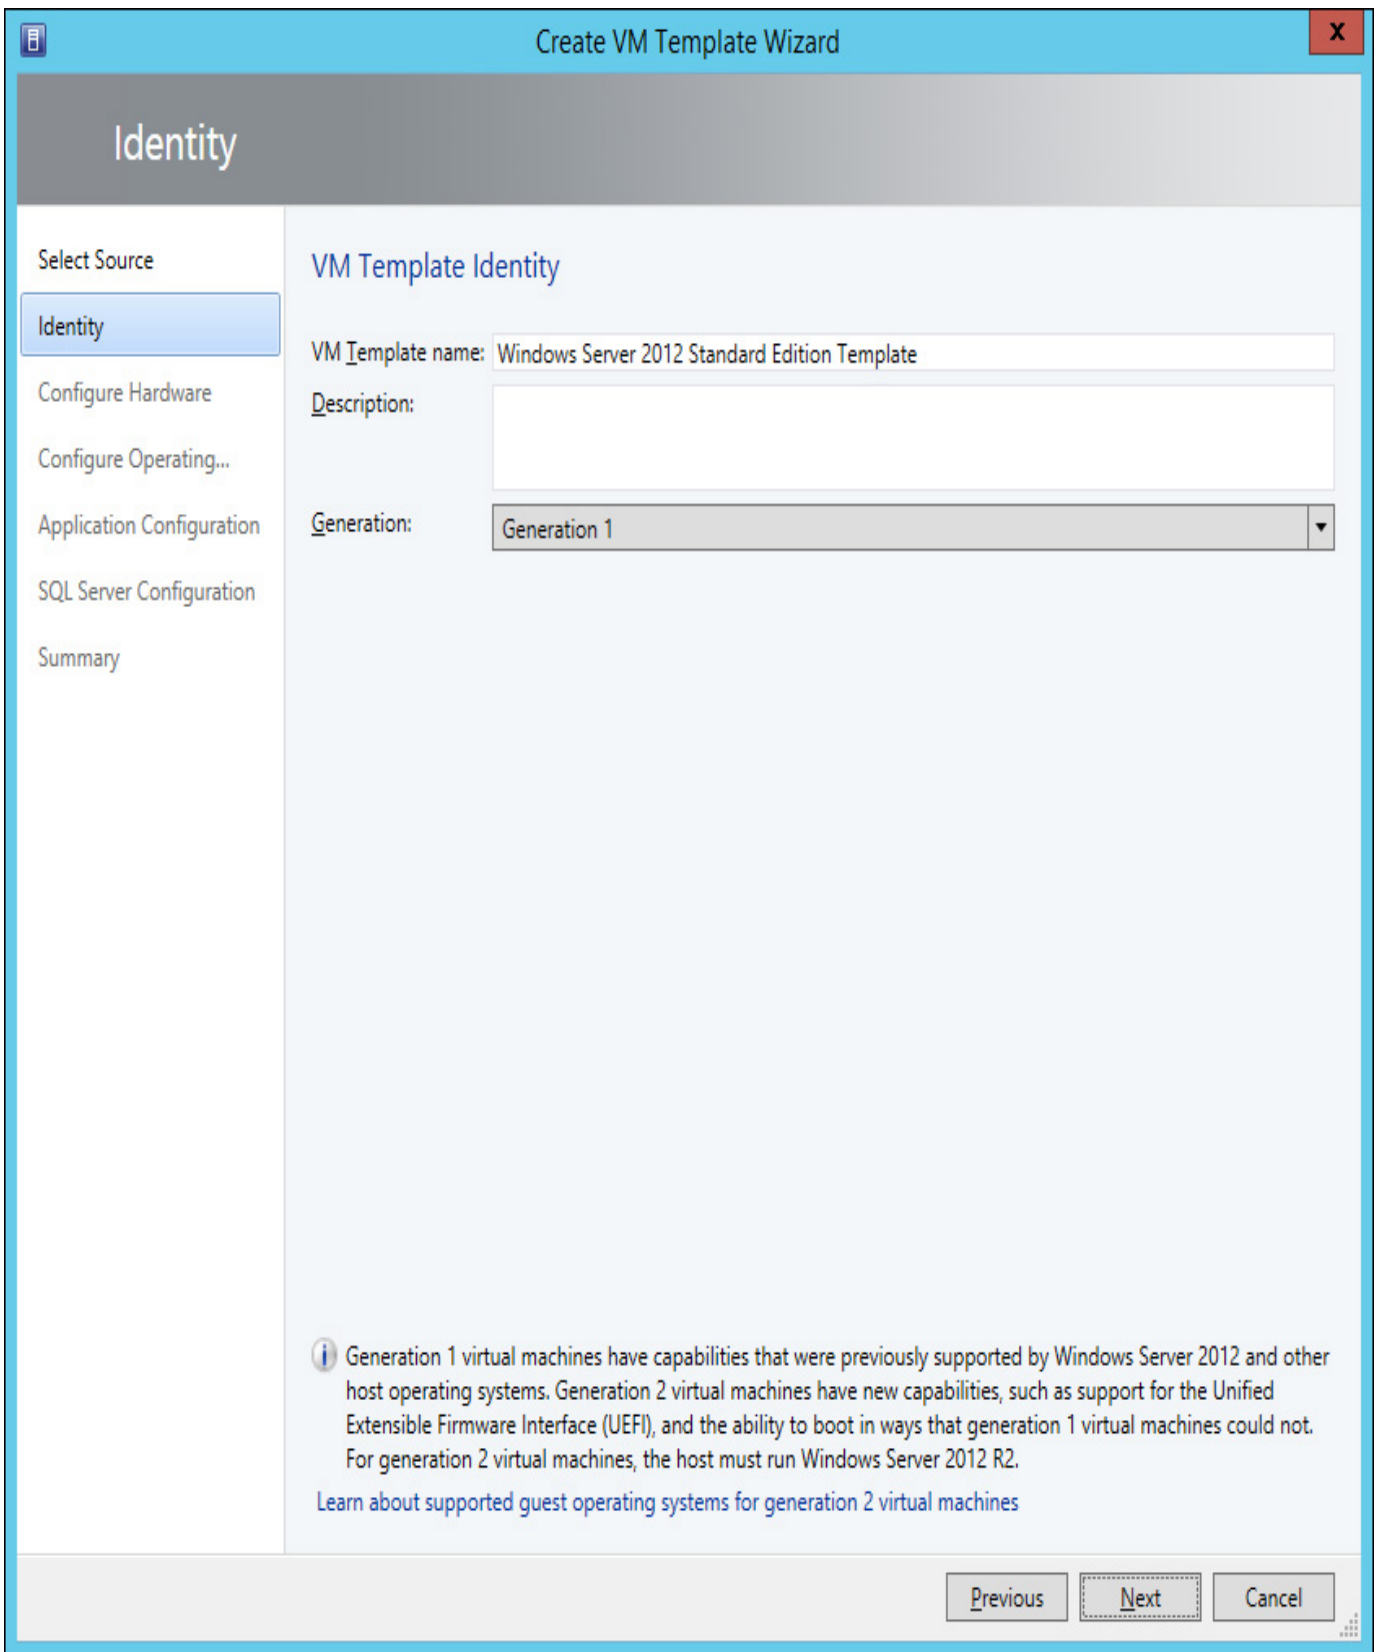 Create VM Template Wizard
X
Identity
Select Source
Identity
Configure Hardware
Configure Operating...
Application Configuration
SQL Server Configuration
Summary
VM Template Identity
VM Template name: Windows Server 2012 Standard Edition Template
Description:
Generation: Generation 1
Generation 1 virtual machines have capabilities that were previously supported by Windows Server 2012 and other
host operating systems. Generation 2 virtual machines have new capabilities, such as support for the Unified
Extensible Firmware Interface (UEFI), and the ability to boot in ways that generation 1 virtual machines could not.
For generation 2 virtual machines, the host must run Windows Server 2012 R2.
Learn about supported guest operating systems for generation 2 virtual machines
Previous Next Cancel